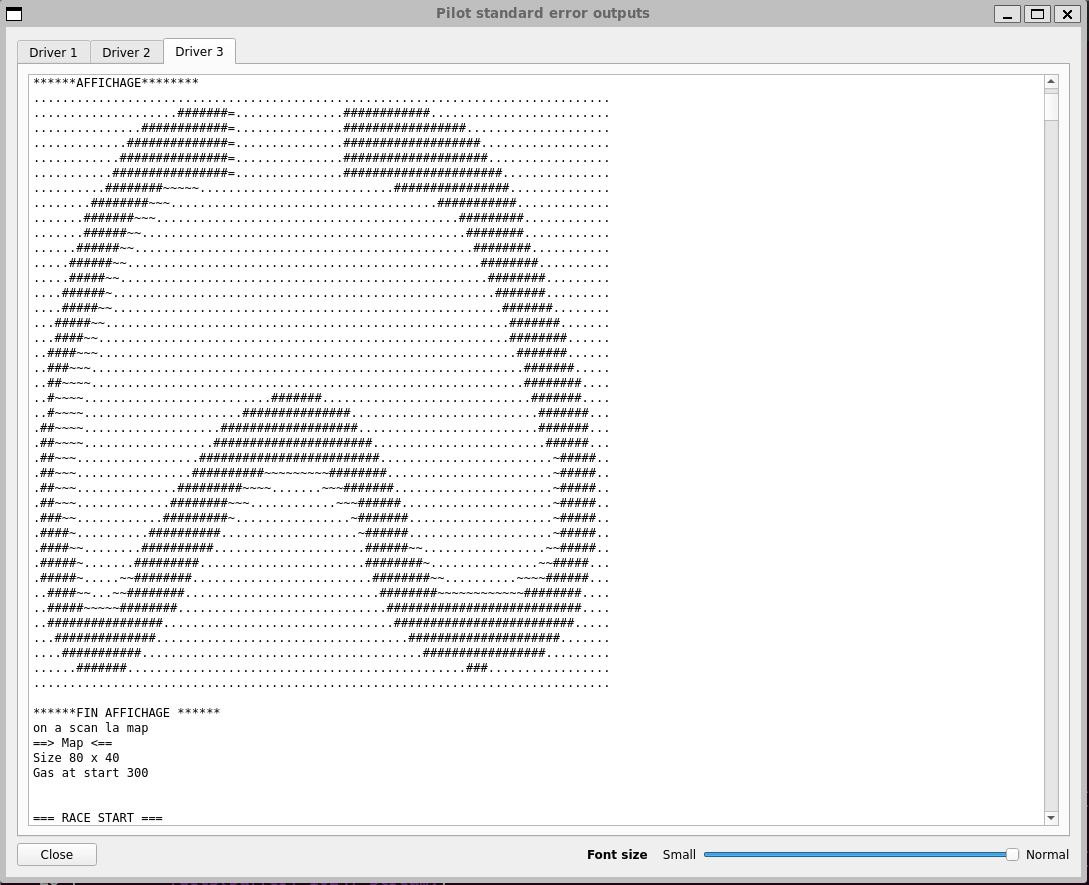 ******AFFICHAGE********
................................................................................
....................#######=...............############.........................
...............############=...............#################....................
.............##############=...............###################..................
............###############=...............####################.................
...........################=...............######################...............
..........########~~~~~...........................################..............
........########~~~.....................................###########.............
.......#######~~~..........................................#########............
.......######~~.............................................########............
......######~~...............................................########...........
.....######~~.................................................########..........
.....#####~~...................................................########.........
....######~.....................................................#######.........
....#####~~......................................................#######........
...#####~~........................................................#######.......
...####~~.........................................................########......
..####~~~..........................................................#######......
..###~~~............................................................#######.....
..##~~~~............................................................########....
..#~~~~..........................#######.............................#######....
..#~~~~......................###############..........................#######...
.##~~~~...................###################.........................#######...
.##~~~~..................######################........................######...
.##~~~.................#########################........................~#####..
.##~~~................##########~~~~~~~~~########.......................~#####..
.##~~~..............#########~~~~.......~~~#######......................~#####..
.##~~~.............########~~~............~~~######.....................~#####..
.###~~............#########~................~#######....................~#####..
.####~..........##########...................~######....................~#####..
.####~~........##########.....................######~~.................~~#####..
.#####~.......#########.......................########~...............~~#####...
.#####~.....~~########.........................########~~..........~~~~######...
..####~~...~~########...........................########~~~~~~~~~~~~########....
..#####~~~~~########.............................###########################....
..################................................#########################.....
...##############...................................#####################.......
....###########.......................................#################.........
......#######...............................................###.................
................................................................................
******FIN AFFICHAGE ******
on a scan la map
==> Map <==
Size 80 x 40
Gas at start 300
=== RACE START ===
Pilot standard error outputs
Driver 1
Driver 2
Driver 3
Close
Font size
Small
Normal